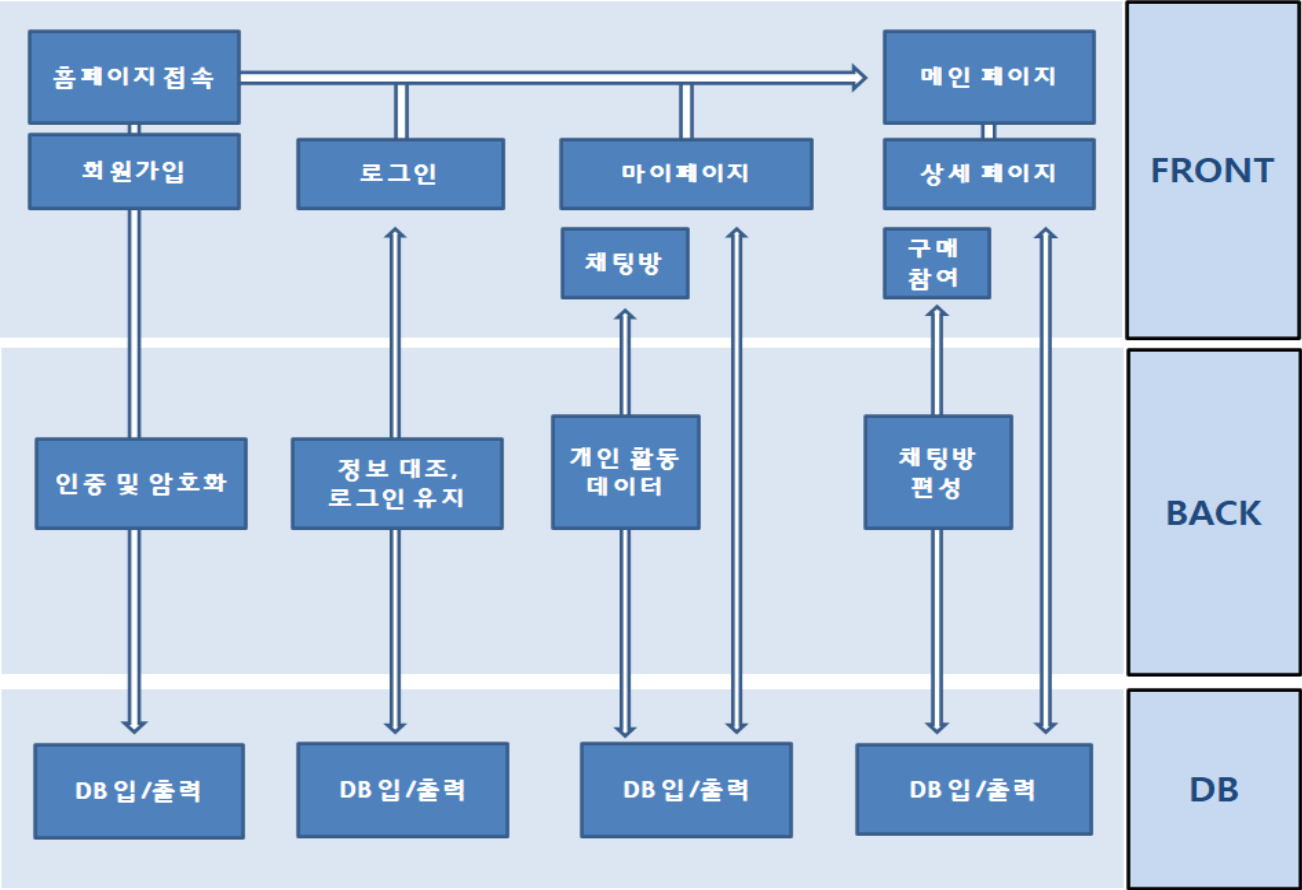 홈페이지 접속
메인 페이지
회원가입
로그인
마이페이지
상세 페이지
FRONT
채팅방
구매
참여
인증 및 암호화
정보 대조,
로그인 유지
개인 활동
데이터
채팅방
편성
BACK
DB 입/출력
DB 입/출력
DB 입/출력
DB 입/출력
DB